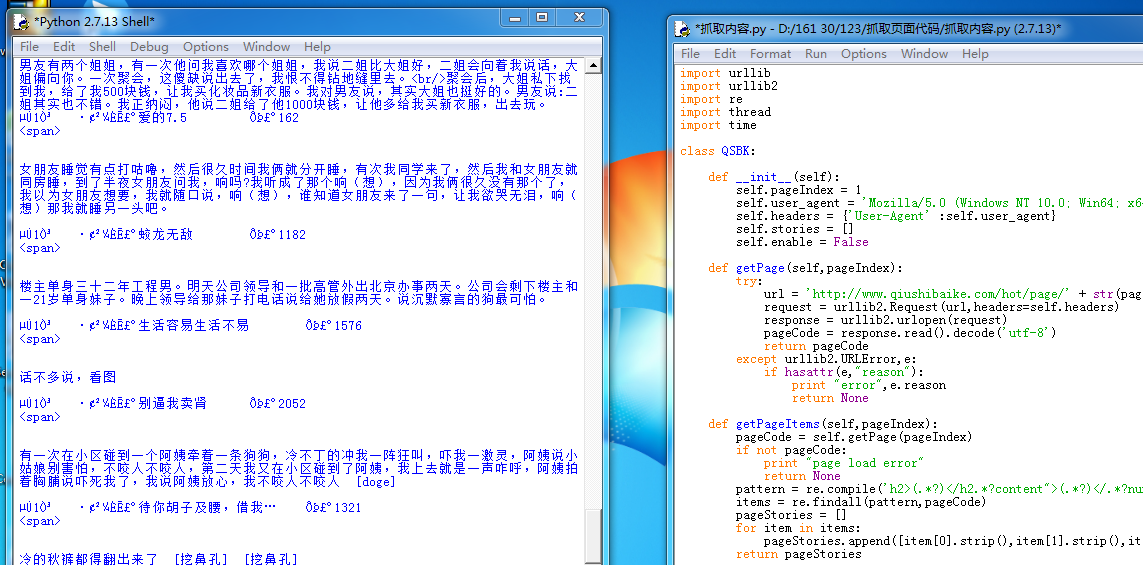 *Python 2.7.13 Shell*
File Edit Shell Debug Options Window Help
男友有两个姐姐，有一次他问我喜欢哪个姐姐，我说二姐比大姐好，二姐会向着我说话，大
姐偏向你。一次聚会，这傻缺说出去了，我恨不得钻地缝里去。<br/>聚会后，大姐私下找
到我，给了我500块钱，让我买化妆品新衣服。我对男友说，其实大姐也挺好的。男友说:二
姐其实也不错。我正纳闷，他说二姐给了他1000块钱，让他多给我买新衣服，出去玩。
µÚ1Ò³ ·¢²¼ÈË£º爱的7.5 ÔÞ£º162
<span>
女朋友睡觉有点打咕噜，然后很久时间我俩就分开睡，有次我同学来了，然后我和女朋友就
同房睡，到了半夜女朋友问我，响吗?我听成了那个响（想），因为我俩很久没有那个了，
我以为女朋友想要，我就随口说，响（想），谁知道女朋友来了一句，让我欲哭无泪，响（
想）那我就睡另一头吧。
µÚ1Ò³ ·¢²¼ÈË£º蛟龙无敌 ÔÞ£º1182
<span>
楼主单身三十二年工程男。明天公司领导和一批高管外出北京办事两天。公司会剩下楼主和
一21岁单身妹子。晚上领导给那妹子打电话说给她放假两天。说沉默寡言的狗最可怕。
µÚ1Ò³ ·¢²¼ÈË£º生活容易生活不易 ÔÞ£º1576
<span>
话不多说，看图
µÚ1Ò³ ·¢²¼ÈË£º别逼我卖肾 ÔÞ£º2052
<span>
有一次在小区碰到一个阿姨牵着一条狗狗，冷不丁的冲我一阵狂叫，吓我一激灵，阿姨说小
姑娘别害怕，不咬人不咬人，第二天我又在小区碰到了阿姨，我上去就是一声咋呼，阿姨拍
着胸脯说吓死我了，我说阿姨放心，我不咬人不咬人 [doge]
µÚ1Ò³ ·¢²¼ÈË£º待你胡子及腰，借我… ÔÞ£º1321
<span>
冷的秋裤都得翻出来了 [挖鼻孔] [挖鼻孔]
*抓取内容.py - D:/161 30/123/抓取页面代码/抓取内容.py (2.7.13)*
File Edit Format Run Options Window Help
import urllib
import urllib2
import re
import thread
import time
class QSBK:
def __init__(self):
self.pageIndex = 1
self.user_agent = 'Mozilla/5.0 (Windows NT 10.0; Win64; x6
self.headers = {'User-Agent' :self.user_agent}
self.stories = []
self.enable = False
def getPage(self,pageIndex):
try:
url = 'http://www.qiushibaike.com/hot/page/' + str(pag
request = urllib2.Request(url,headers=self.headers)
response = urllib2.urlopen(request)
pageCode = response.read().decode('utf-8')
return pageCode
except urllib2.URLError,e:
if hasattr(e,"reason"):
print "error",e.reason
return None
def getPageItems(self,pageIndex):
pageCode = self.getPage(pageIndex)
if not pageCode:
print "page load error"
return None
pattern = re.compile('h2>(.*?)</h2.*?content">(.*?)</.*?nu
items = re.findall(pattern,pageCode)
pageStories = []
for item in items:
pageStories.append([item[0].strip(),item[1].strip(),it
return pageStories